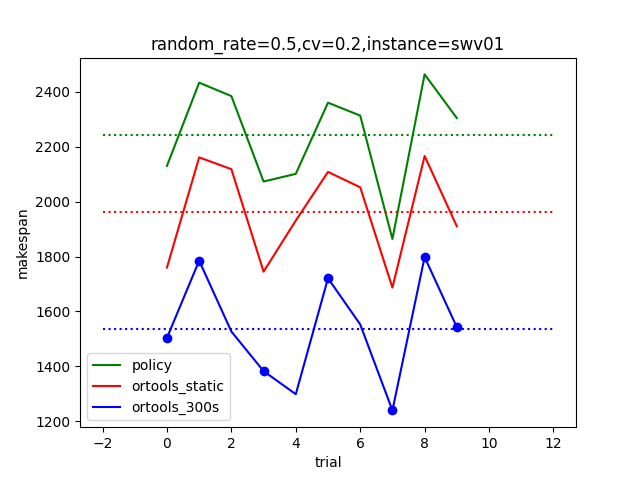 random_rate=0.5,cv=0.2,instance=swv01
makespan
2400
2200
2000
1800
1600
1400
1200
policy
ortools_static
ortools_300s
−2 0 2 4 6 8 10 12
trial